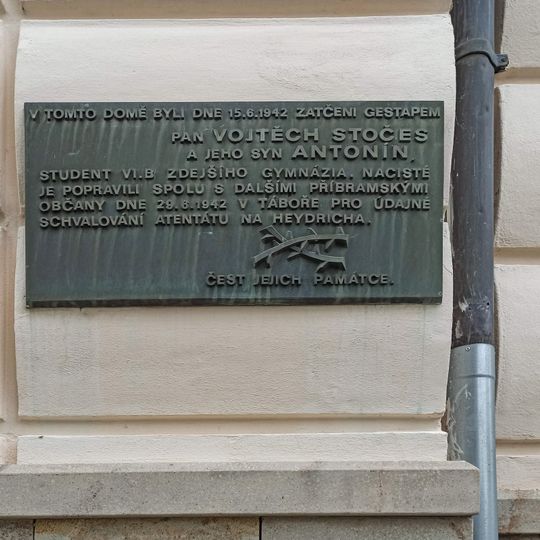 V TOMTO DOMĚ BYLI DNE 15.6.1942 ZATČENI GESTAPEM
PAN VOJTĚCH STOČES
A JEHO SYN ANTONÍN,
STUDENT VI.B ZDEJŠÍHO GYMNÁZIA. NACISTÉ
JE POPRAVILI SPOLU S DALŠÍMI PŘÍBRAMSKÝMI
OBČANY DNE 29.6.1942 V TÁBOŘE PRO ÚDAJNÉ
SCHVALOVÁNÍ ATENTÁTU NA HEYDRICHA.
ČEST JEJICH PAMÁTCE.